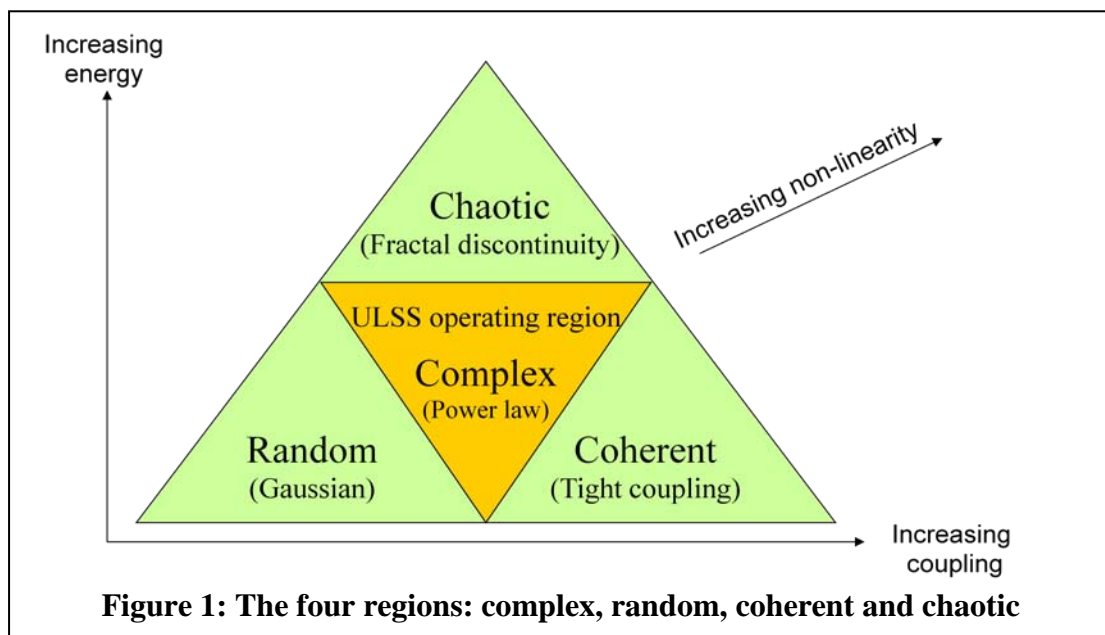 Increasing
energy
Increasing non-linearity
Chaotic
(Fractal discontinuity)
ULSS operating region
Complex
(Power law)
Random
(Gaussian)
Coherent
(Tight coupling)
Increasing
coupling
Figure 1: The four regions: complex, random, coherent and chaotic